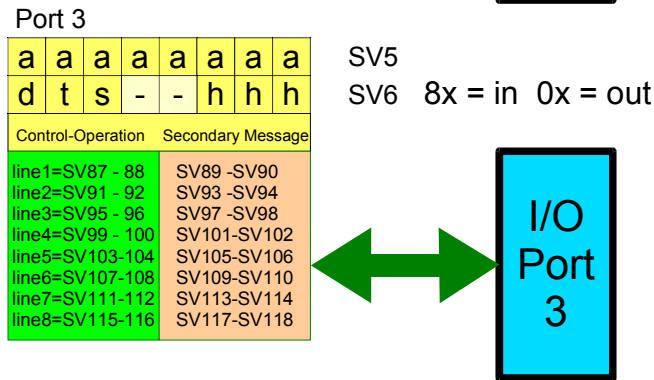 Port 3
a a a a a a a a SV5
d t s - - h h h SV6 8x = in 0x = out
Control-Operation Secondary Message
line1=SV87 - 88 SV89 -SV90
line2=SV91 - 92 SV93 -SV94
line3=SV95 - 96 SV97 -SV98
line4=SV99 - 100 SV101-SV102
line5=SV103-104 SV105-SV106
line6=SV107-108 SV109-SV110
line7=SV111-112 SV113-SV114
line8=SV115-116 SV117-SV118
I/O
Port
3